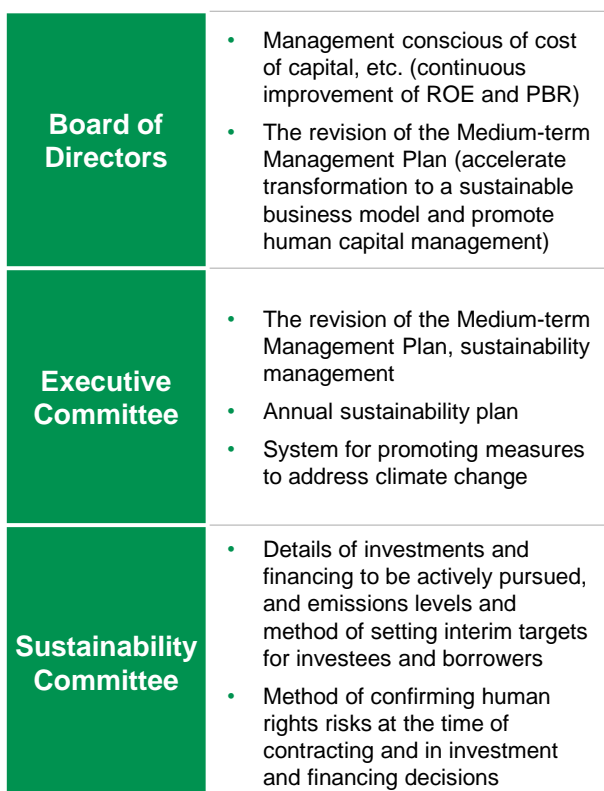 Board of
Directors
• Management conscious of cost
of capital, etc. (continuous
improvement of ROE and PBR)
• The revision of the Medium-term
Management Plan (accelerate
transformation to a sustainable
business model and promote
human capital management)
Executive
Committee
• The revision of the Medium-term
Management Plan, sustainability
management
• Annual sustainability plan
• System for promoting measures
to address climate change
Sustainability
Committee
• Details of investments and
financing to be actively pursued,
and emissions levels and
method of setting interim targets
for investees and borrowers
• Method of confirming human
rights risks at the time of
contracting and in investment
and financing decisions